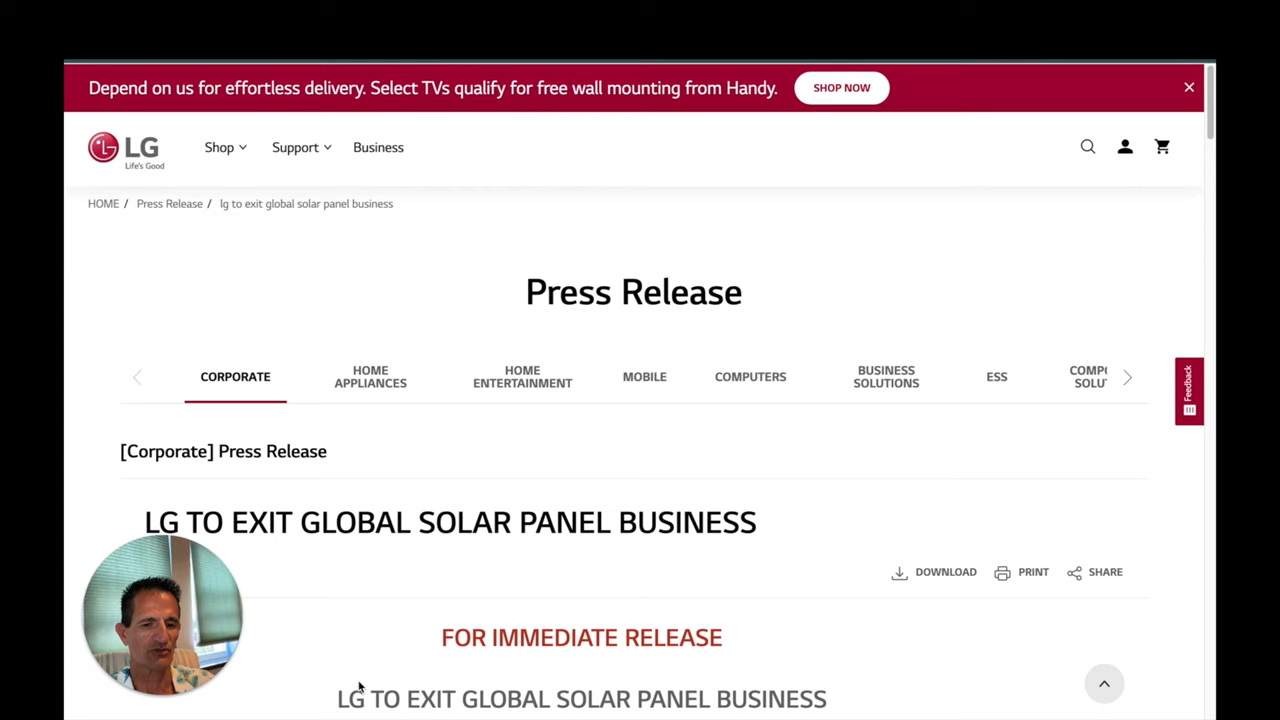 Depend on us for effortless delivery. Select TVs qualify for free wall mounting from Handy. SHOP NOW
LG
Life's Good
Shop Support Business
HOME / Press Release / lg to exit global solar panel business
Press Release
CORPORATE
HOME
APPLIANCES
HOME
ENTERTAINMENT
MOBILE
COMPUTERS
BUSINESS
SOLUTIONS
ESS
COMPO
SOLUT
Feedback
[Corporate] Press Release
LG TO EXIT GLOBAL SOLAR PANEL BUSINESS
DOWNLOAD PRINT SHARE
FOR IMMEDIATE RELEASE
LG TO EXIT GLOBAL SOLAR PANEL BUSINESS